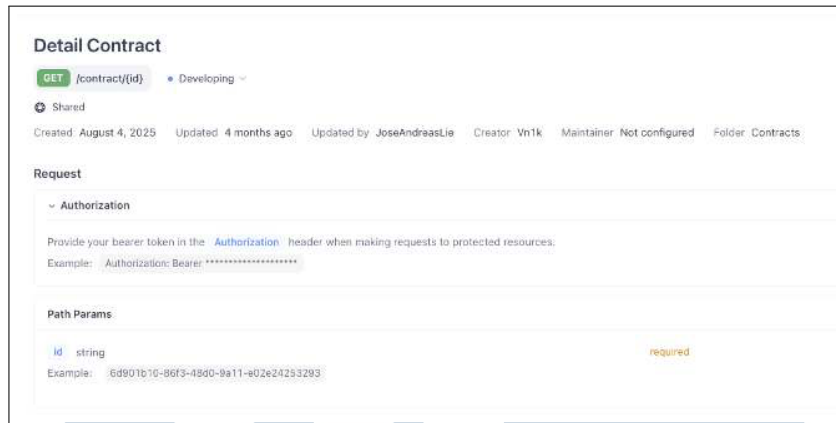 Detail Contract
GET /contract/{id} Developing
Shared
Created August 4, 2025 Updated 4 months ago Updated by JoseAndreasLie Creator Vn1k Maintainer Not configured Folder Contracts
Request
Authorization
Provide your bearer token in the Authorization header when making requests to protected resources.
Example: Authorization: Bearer ********************
Path Params
id string required
Example: 6d901b10-86f3-48d0-9a11-e02e24253293